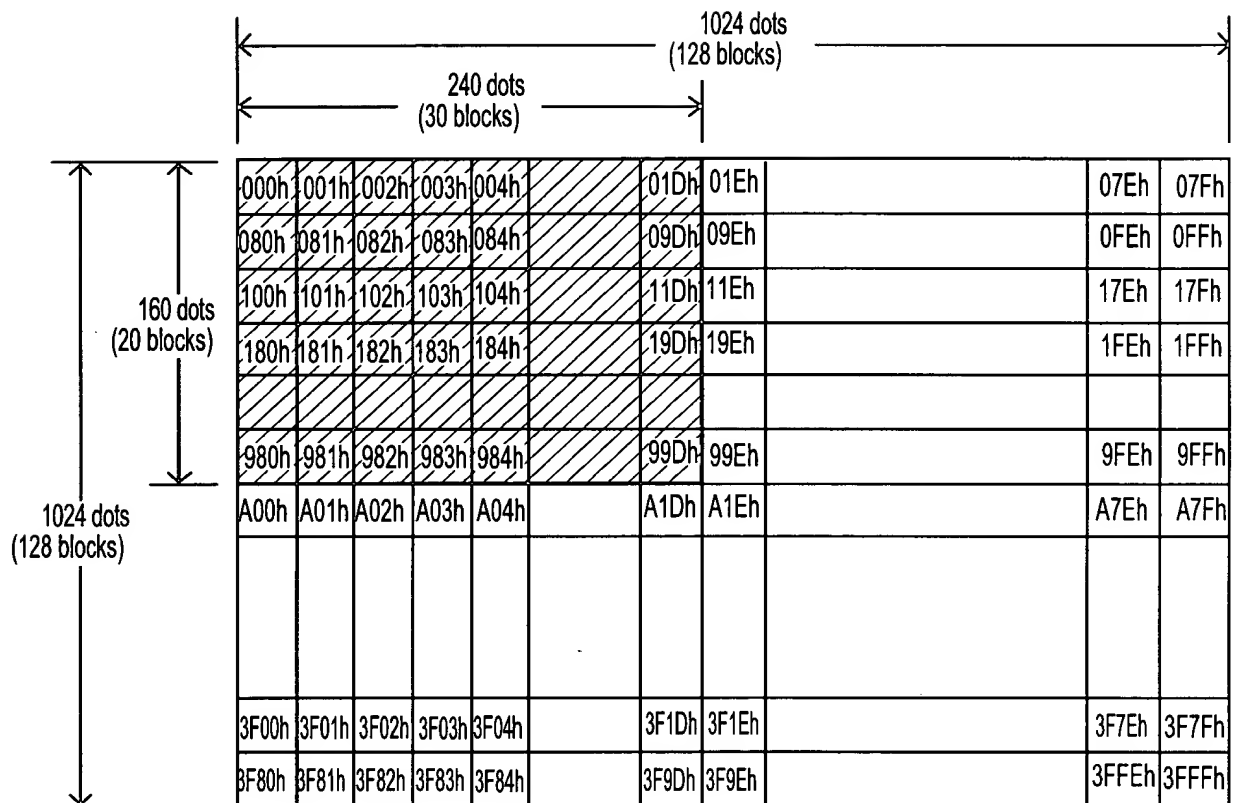 1024 dots
(128 blocks)
240 dots
(30 blocks)
000h 001h 002h 003h 004h 01Dh 01Eh 07Eh 07Fh
080h 081h 082h 083h 084h 09Dh 09Eh 0FEh 0FFh
160 dots
(20 blocks)
100h 101h 102h 103h 104h 11Dh 11Eh 17Eh 17Fh
180h 181h 182h 183h 184h 19Dh 19Eh 1FEh 1FFh
980h 981h 982h 983h 984h 99Dh 99Eh 9FEh 9FFh
1024 dots
(128 blocks)
A00h A01h A02h A03h A04h A1Dh A1Eh A7Eh A7Fh
3F00h 3F01h 3F02h 3F03h 3F04h 3F1Dh 3F1Eh 3F7Eh 3F7Fh
3F80h 3F81h 3F82h 3F83h 3F84h 3F9Dh 3F9Eh 3FFEh 3FFFh